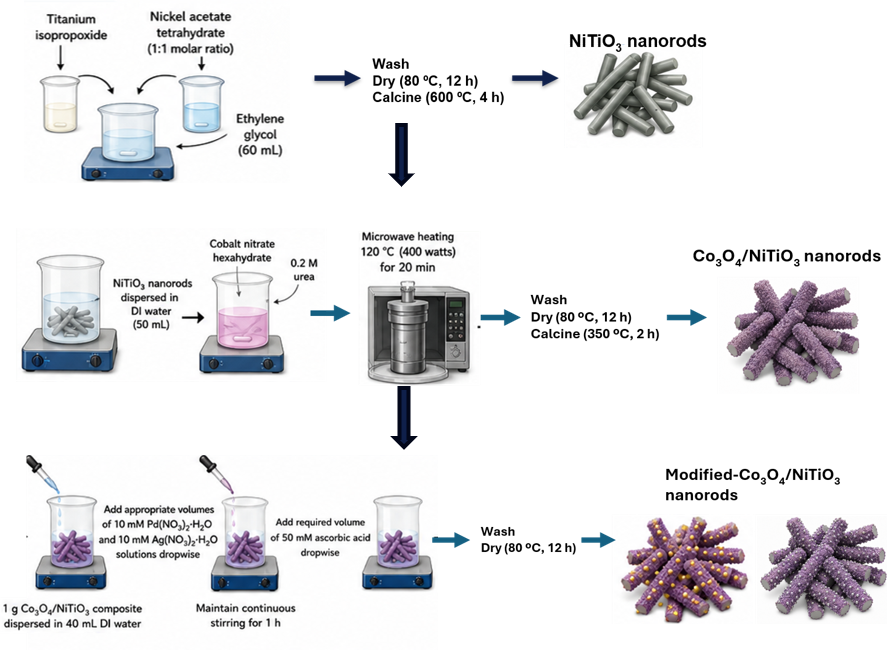 Titanium
isopropoxide
Nickel acetate
tetrahydrate
(1:1 molar ratio)
Ethylene
glycol
(60 mL)
Wash
Dry (80 ºC, 12 h)
Calcine (600 ºC, 4 h)
NiTiO₃ nanorods
NiTiO₃ nanorods
dispersed in
DI water
(50 mL)
Cobalt nitrate
hexahydrate
0.2 M
urea
Microwave heating
120 °C (400 watts)
for 20 min
Wash
Dry (80 ºC, 12 h)
Calcine (350 ºC, 2 h)
Co₃O₄/NiTiO₃ nanorods
1 g Co₃O₄/NiTiO₃ composite
dispersed in 40 mL DI water
Add appropriate volumes
of 10 mM Pd(NO₃)₂·H₂O
and 10 mM Ag(NO₃)₂·H₂O
solutions dropwise
Maintain continuous
stirring for 1 h
Add required volume
of 50 mM ascorbic acid
dropwise
Wash
Dry (80 ºC, 12 h)
Modified-Co₃O₄/NiTiO₃
nanorods